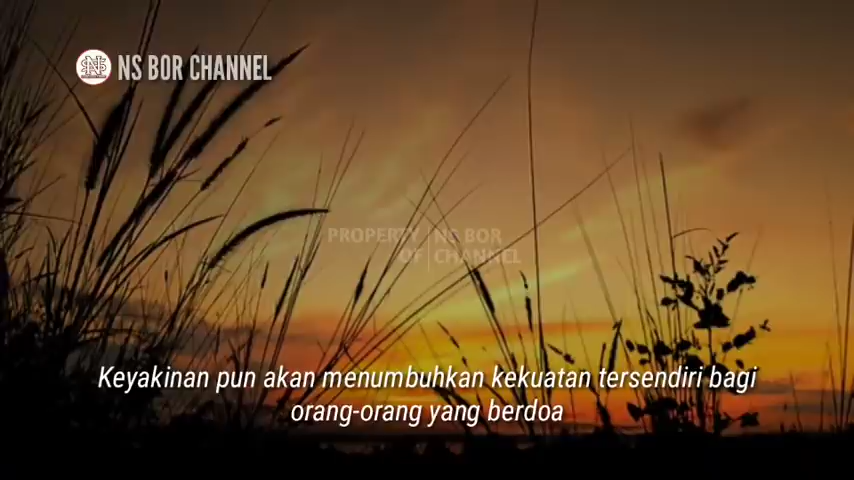 NS BOR CHANNEL
PROPERTY OF
NS BOR CHANNEL
Keyakinan pun akan menumbuhkan kekuatan tersendiri bagi
orang-orang yang berdoa